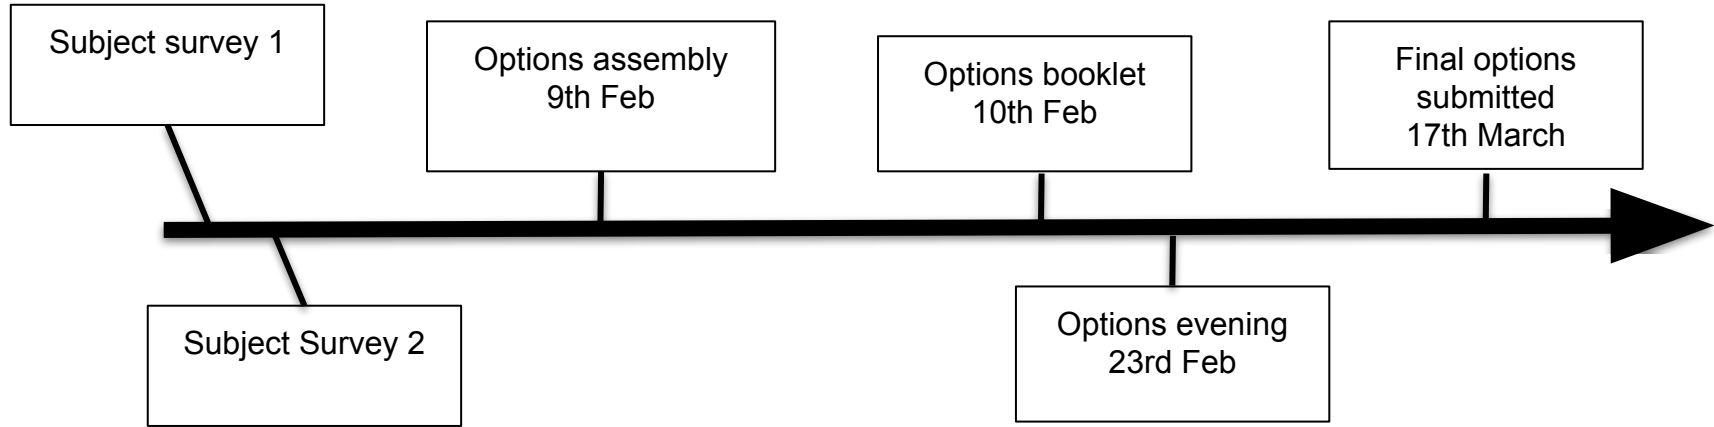 Subject survey 1
Options assembly
9th Feb
Options booklet
10th Feb
Final options
submitted
17th March
Subject Survey 2
Options evening
23rd Feb